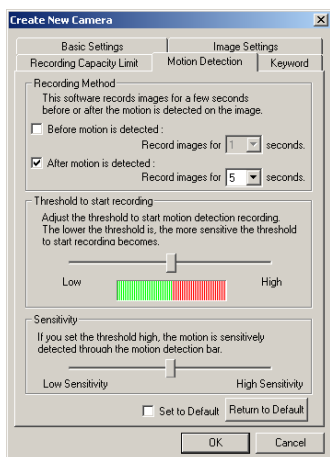 Create New Camera
Basic Settings
Image Settings
Recording Capacity Limit
Motion Detection
Keyword
Recording Method
This software records images for a few seconds
before or after the motion is detected on the image.
Before motion is detected :
Record images for 1 seconds.
After motion is detected :
Record images for 5 seconds.
Threshold to start recording
Adjust the threshold to start motion detection recording.
The lower the threshold is, the more sensitive the threshold
to start recording becomes.
Low
High
Sensitivity
If you set the threshold high, the motion is sensitively
detected through the motion detection bar.
Low Sensitivity
High Sensitivity
Set to Default
Return to Default
OK
Cancel